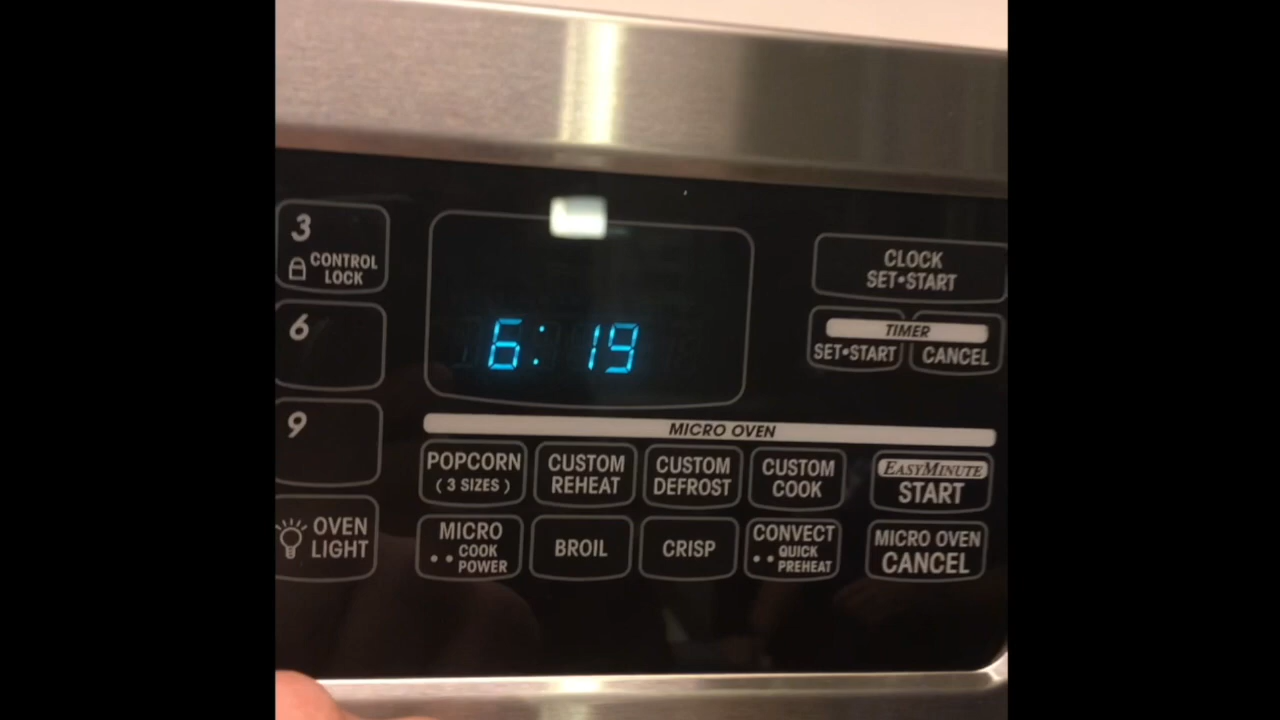 3
CONTROL
LOCK
6
9
OVEN
LIGHT
6:19
CLOCK
SET•START
TIMER
SET•START
CANCEL
MICRO OVEN
POPCORN
( 3 SIZES )
CUSTOM
REHEAT
CUSTOM
DEFROST
CUSTOM
COOK
EASYMINUTE
START
MICRO
•• COOK
POWER
BROIL
CRISP
CONVECT
•• QUICK
PREHEAT
MICRO OVEN
CANCEL